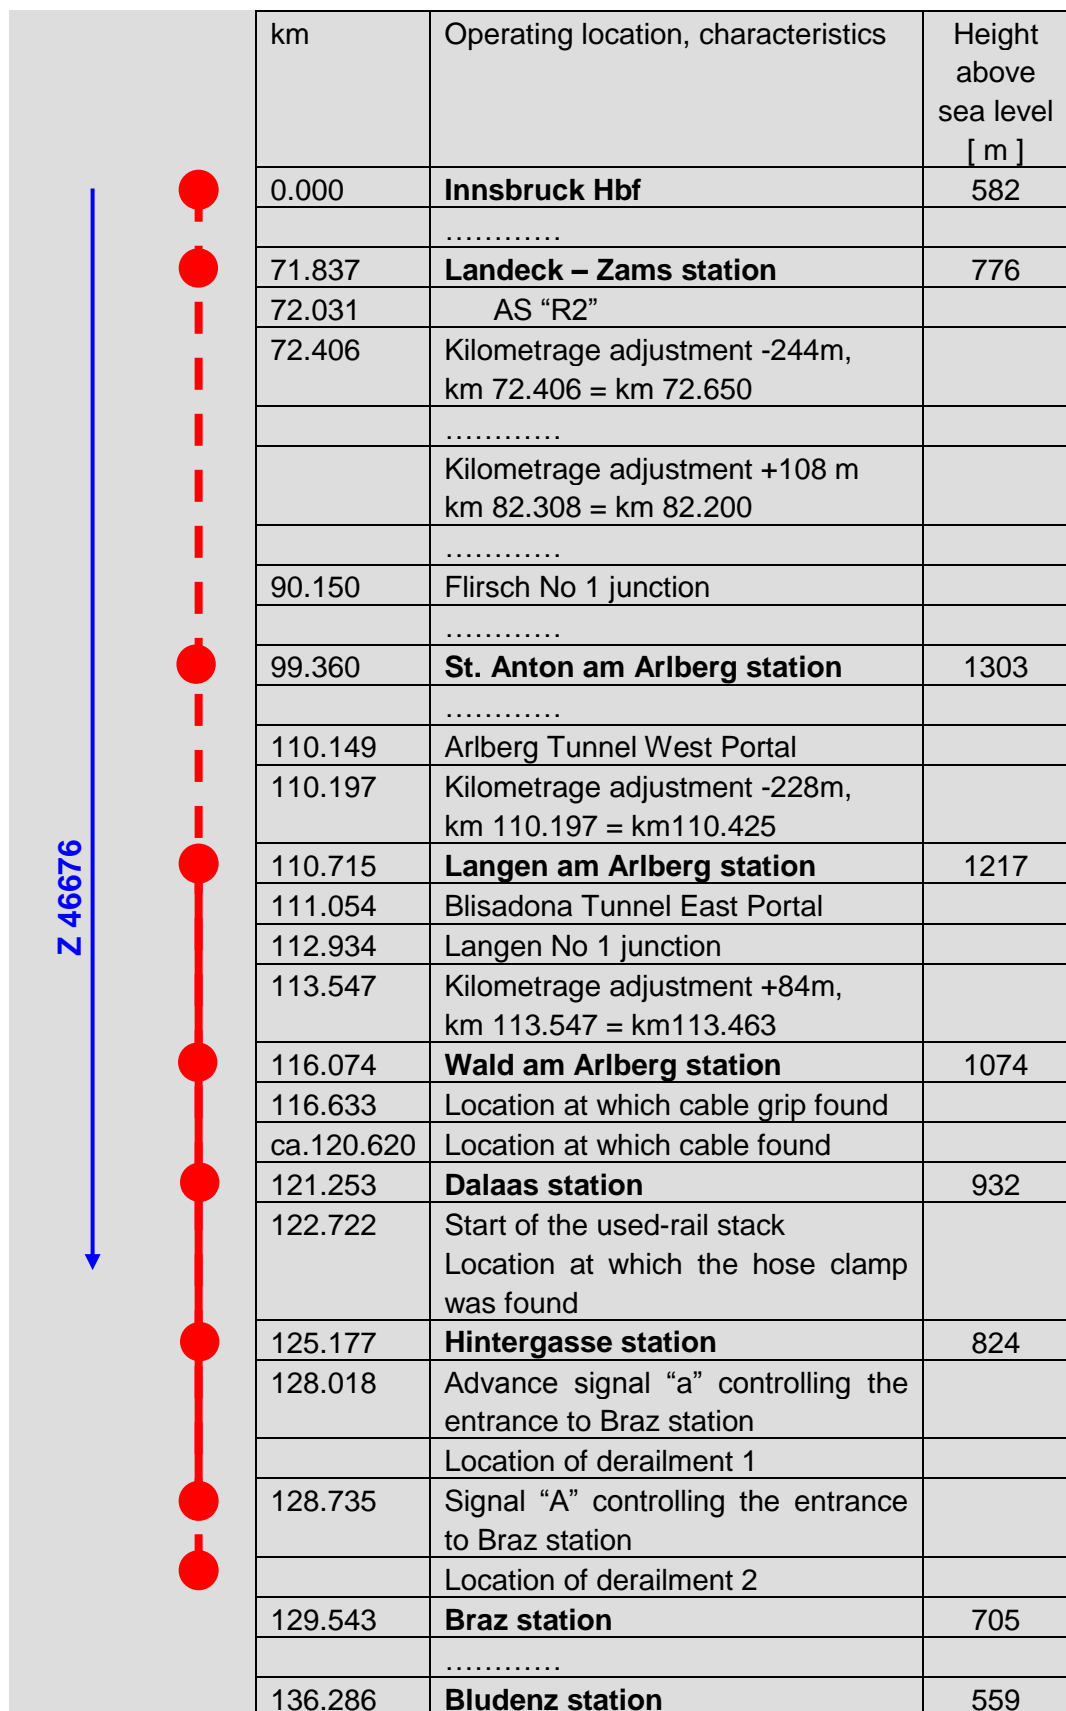 km Operating location, characteristics Height
above
sea level
[ m ]
0.000 Innsbruck Hbf 582
…………
71.837 Landeck – Zams station 776
72.031 AS “R2”
72.406 Kilometrage adjustment -244m,
km 72.406 = km 72.650
…………
Kilometrage adjustment +108 m
km 82.308 = km 82.200
…………
90.150 Flirsch No 1 junction
…………
99.360 St. Anton am Arlberg station 1303
…………
110.149 Arlberg Tunnel West Portal
110.197 Kilometrage adjustment -228m,
km 110.197 = km110.425
110.715 Langen am Arlberg station 1217
111.054 Blisadona Tunnel East Portal
112.934 Langen No 1 junction
113.547 Kilometrage adjustment +84m,
km 113.547 = km113.463
116.074 Wald am Arlberg station 1074
116.633 Location at which cable grip found
ca.120.620 Location at which cable found
121.253 Dalaas station 932
122.722 Start of the used-rail stack
Location at which the hose clamp
was found
125.177 Hintergasse station 824
128.018 Advance signal “a” controlling the
entrance to Braz station
Location of derailment 1
128.735 Signal “A” controlling the entrance
to Braz station
Location of derailment 2
129.543 Braz station 705
…………
136.286 Bludenz station 559
Z 46676